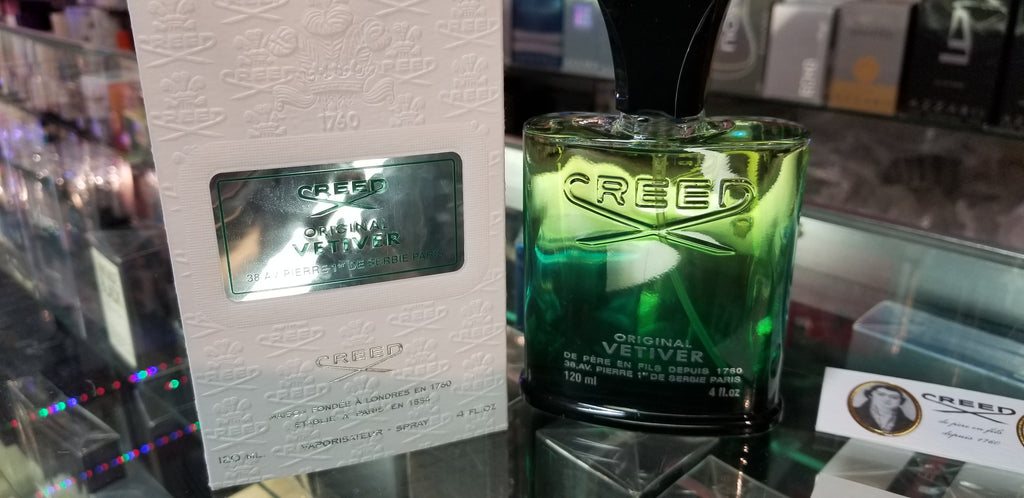 CREED
CREED
1760
CREED
ORIGINAL
VETIVER
38 AV. PIERRE 1er DE SERBIE PARIS
CREED
MAISON FONDÉE À LONDRES EN 1760
ÉTABLIE À PARIS EN 1854
VAPORISATEUR - SPRAY
120 ML.
4 FL.OZ
CREED
ORIGINAL
VETIVER
DE PÈRE EN FILS DEPUIS 1760
38, AV. PIERRE 1er DE SERBIE PARIS
120 ml
4 fl.oz
CREED
de père en fils
depuis 1760
AZZARO